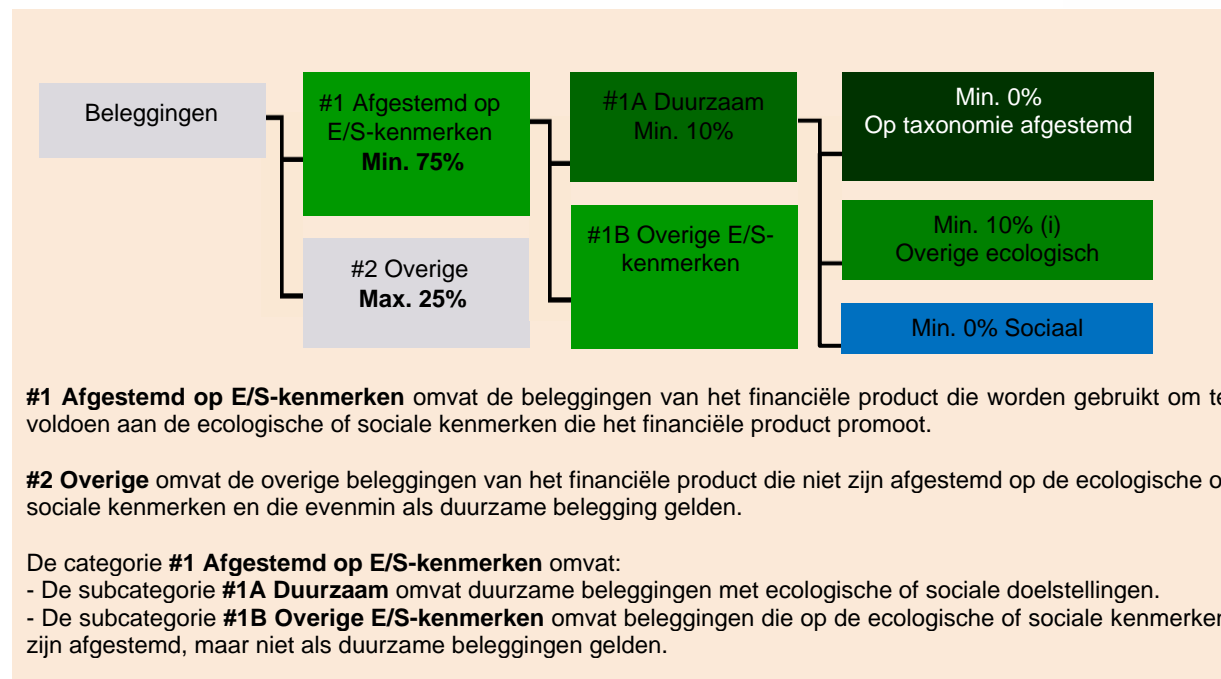 Beleggingen
#1 Afgestemd op
E/S-kenmerken
Min. 75%
#2 Overige
Max. 25%
#1A Duurzaam
Min. 10%
#1B Overige E/S-
kenmerken
Min. 0%
Op taxonomie afgestemd
Min. 10% (i)
Overige ecologisch
Min. 0% Sociaal
#1 Afgestemd op E/S-kenmerken omvat de beleggingen van het financiële product die worden gebruikt om te
voldoen aan de ecologische of sociale kenmerken die het financiële product promoot.
#2 Overige omvat de overige beleggingen van het financiële product die niet zijn afgestemd op de ecologische o
sociale kenmerken en die evenmin als duurzame belegging gelden.
De categorie #1 Afgestemd op E/S-kenmerken omvat:
- De subcategorie #1A Duurzaam omvat duurzame beleggingen met ecologische of sociale doelstellingen.
- De subcategorie #1B Overige E/S-kenmerken omvat beleggingen die op de ecologische of sociale kenmerken
zijn afgestemd, maar niet als duurzame beleggingen gelden.